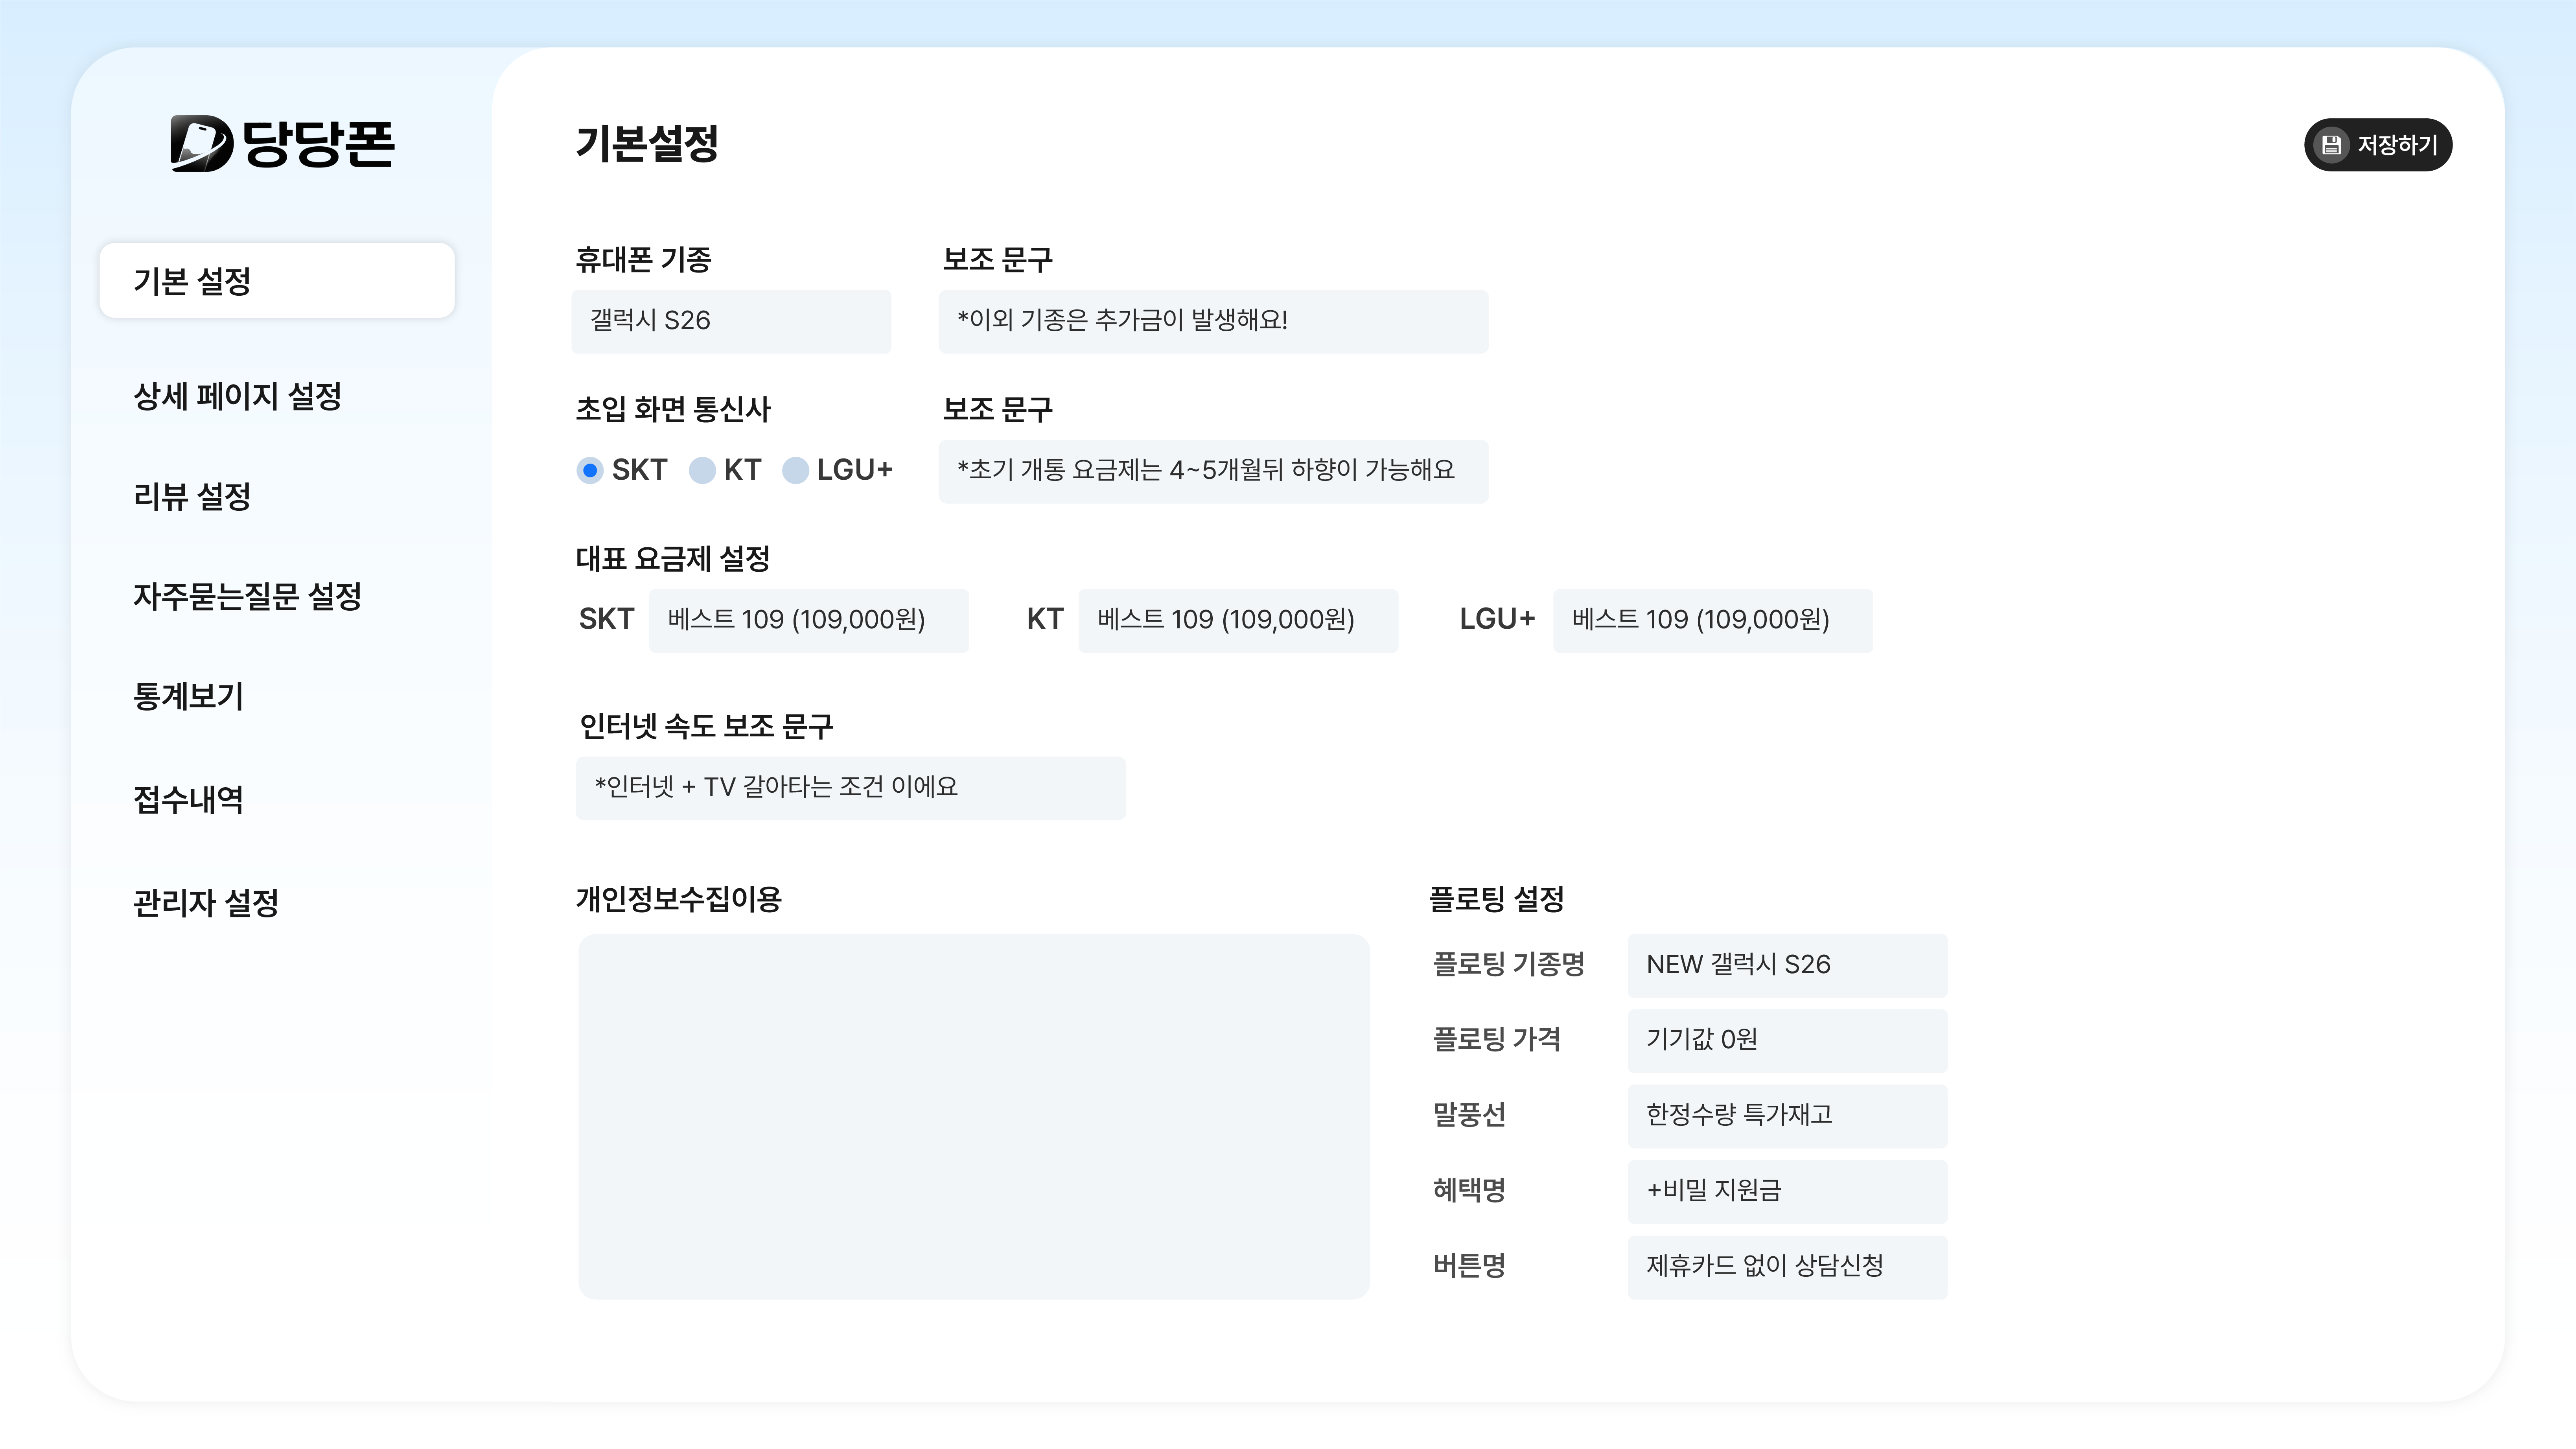 당당폰
기본 설정
상세 페이지 설정
리뷰 설정
자주묻는질문 설정
통계보기
접수내역
관리자 설정
기본설정
저장하기
휴대폰 기종
보조 문구
갤럭시 S26
*이외 기종은 추가금이 발생해요!
초입 화면 통신사
보조 문구
SKT KT LGU+
*초기 개통 요금제는 4~5개월뒤 하향이 가능해요
대표 요금제 설정
SKT 베스트 109 (109,000원)
KT 베스트 109 (109,000원)
LGU+ 베스트 109 (109,000원)
인터넷 속도 보조 문구
*인터넷 + TV 갈아타는 조건 이에요
개인정보수집이용
플로팅 설정
플로팅 기종명 NEW 갤럭시 S26
플로팅 가격 기기값 0원
말풍선 한정수량 특가재고
혜택명 +비밀 지원금
버튼명 제휴카드 없이 상담신청